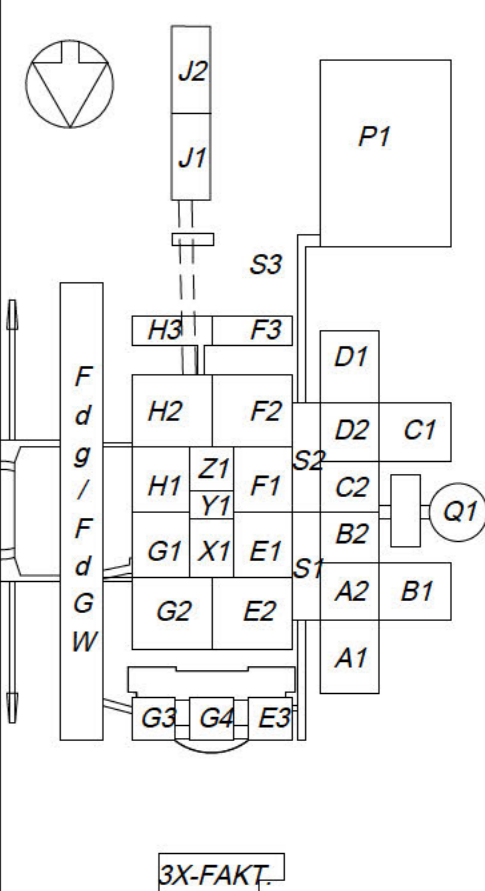 J2
P1
J1
S3
H3 F3
D1
F
d
g
/
F
d
G
W
H2 F2
D2 C1
S2
Z1
H1 F1
C2
Y1
Q1
B2
G1 X1 E1
S1
A2 B1
G2 E2
A1
G3 G4 E3
3X-FAKT.